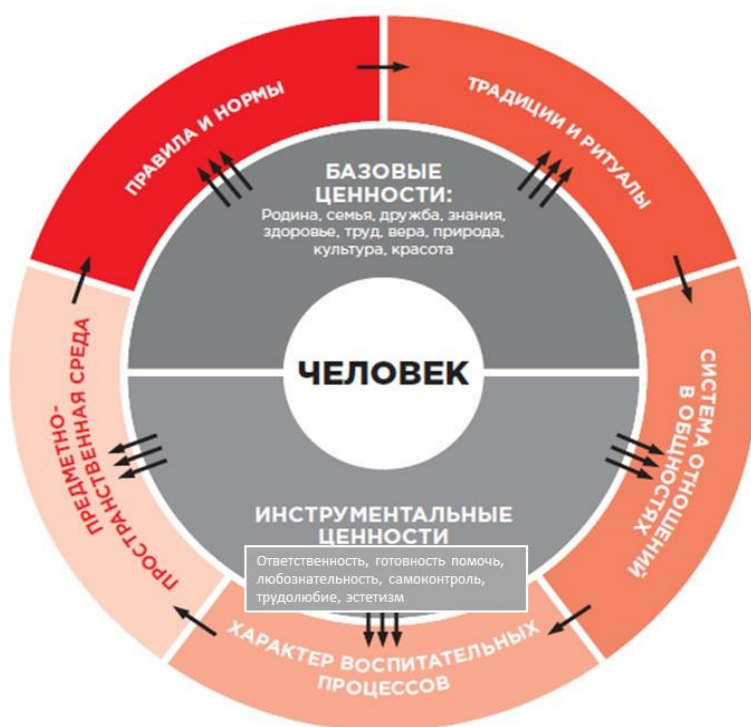 ПРАВИЛА И НОРМЫ
ТРАДИЦИИ И РИТУАЛЫ
БАЗОВЫЕ
ЦЕННОСТИ:
Родина, семья, дружба, знания,
здоровье, труд, вера, природа,
культура, красота
ЧЕЛОВЕК
ПРЕДМЕТНО-
ПРОСТРАНСТВЕННАЯ СРЕДА
СИСТЕМА ОТНОШЕНИЙ
В ОБЩНОСТЯХ
ИНСТРУМЕНТАЛЬНЫЕ
ЦЕННОСТИ
Ответственность, готовность помочь,
любознательность, самоконтроль,
трудолюбие, эстетизм
ХАРАКТЕР ВОСПИТАТЕЛЬНЫХ
ПРОЦЕССОВ